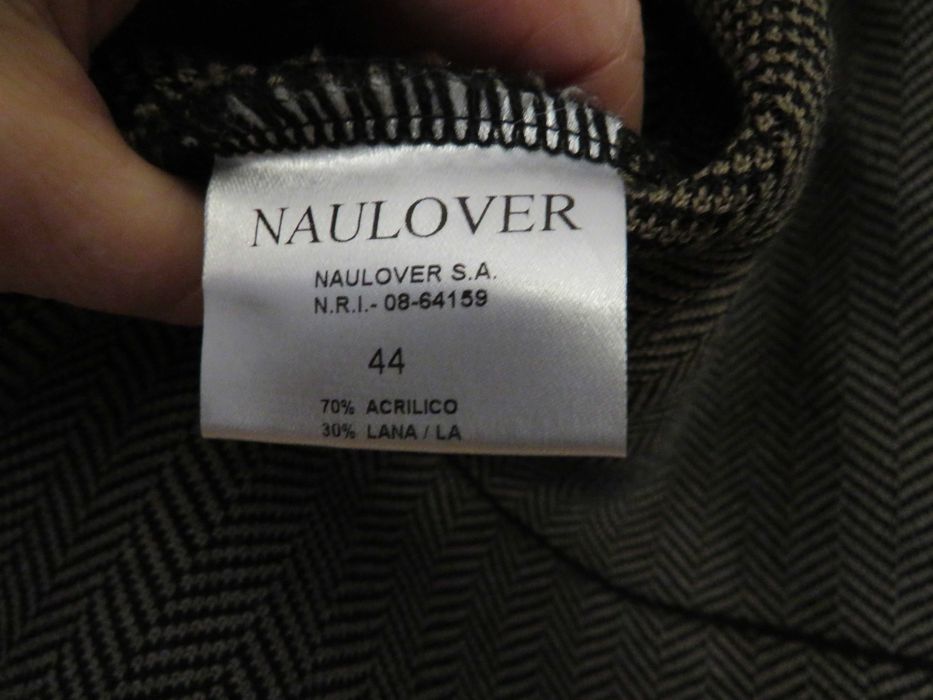 NAULOVER
NAULOVER S.A.
N.R.I.- 08-64159
44
70% ACRILICO
30% LANA / LA